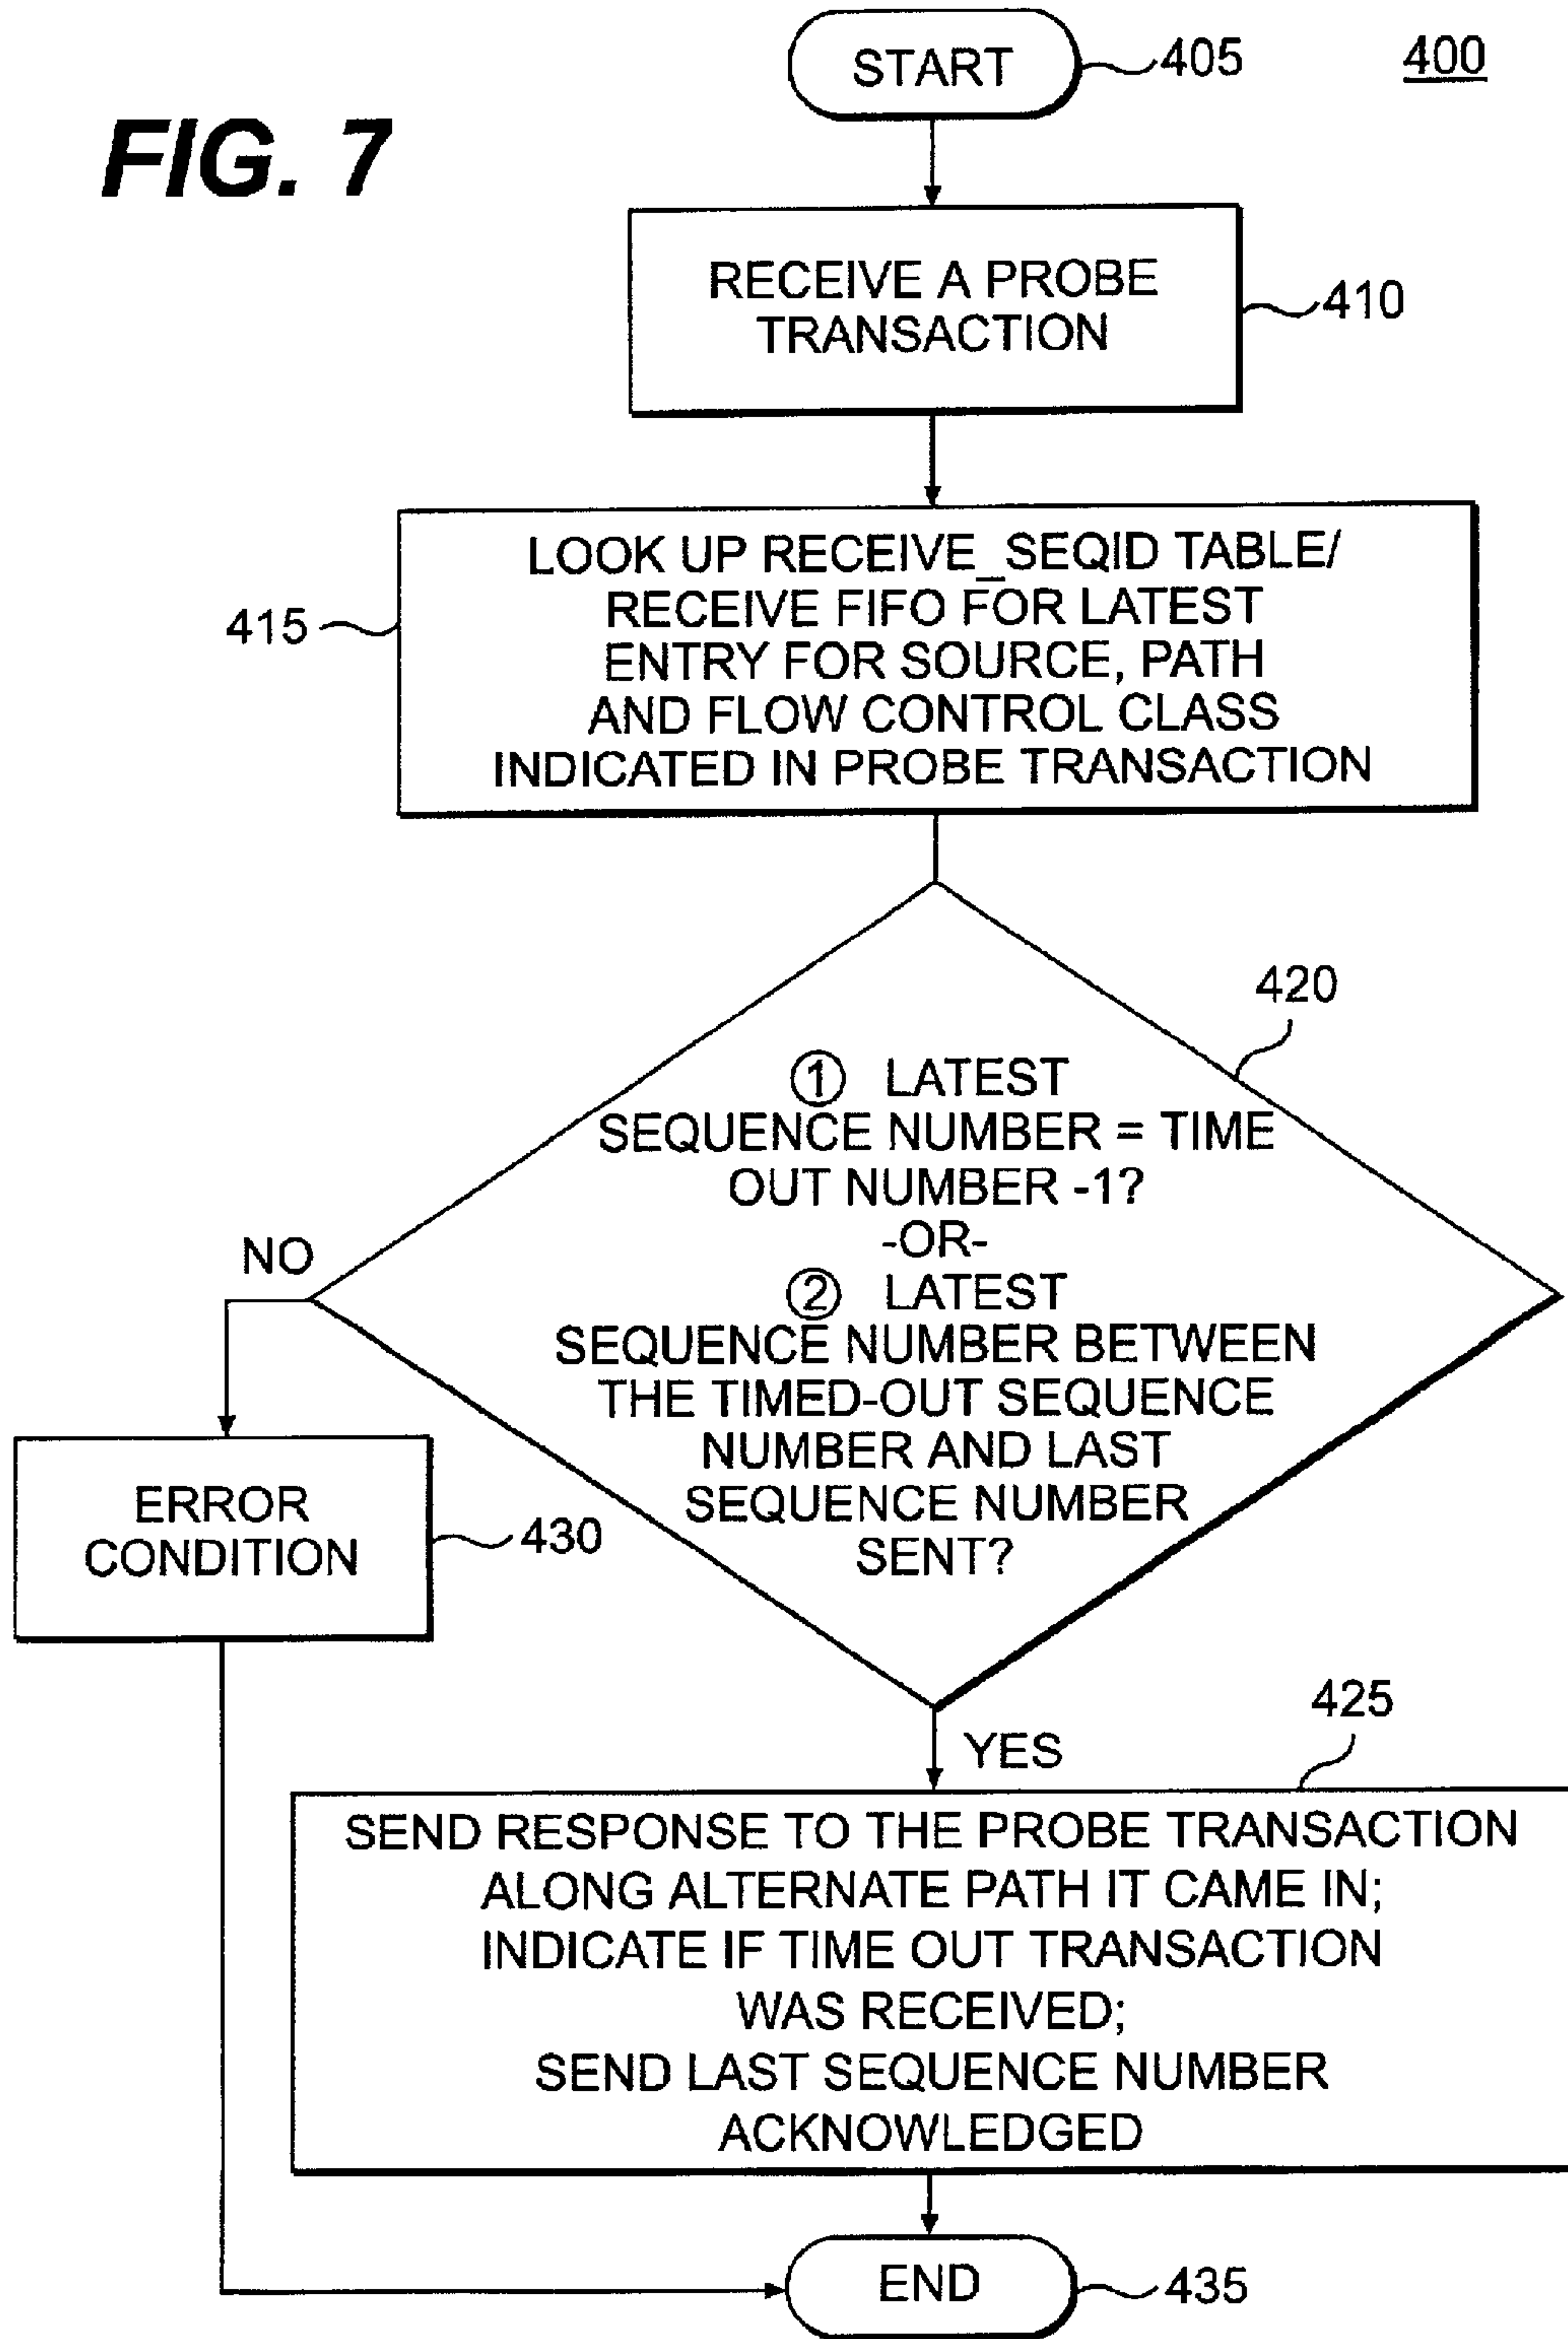 START
405
400
FIG. 7
RECEIVE A PROBE
TRANSACTION
410
LOOK UP RECEIVE_SEQID TABLE/
RECEIVE FIFO FOR LATEST
ENTRY FOR SOURCE, PATH
AND FLOW CONTROL CLASS
INDICATED IN PROBE TRANSACTION
415
420
① LATEST
SEQUENCE NUMBER = TIME
OUT NUMBER -1?
-OR-
② LATEST
SEQUENCE NUMBER BETWEEN
THE TIMED-OUT SEQUENCE
NUMBER AND LAST
SEQUENCE NUMBER
SENT?
NO
ERROR
CONDITION
430
YES
425
SEND RESPONSE TO THE PROBE TRANSACTION
ALONG ALTERNATE PATH IT CAME IN;
INDICATE IF TIME OUT TRANSACTION
WAS RECEIVED;
SEND LAST SEQUENCE NUMBER
ACKNOWLEDGED
END
435